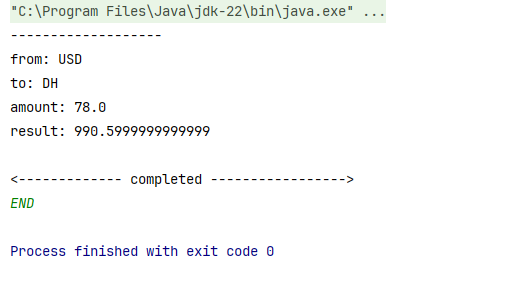 "C:\Program Files\Java\jdk-22\bin\java.exe" ...
-------------------
from: USD
to: DH
amount: 78.0
result: 990.5999999999999
<------------- completed ----------------->
END
Process finished with exit code 0